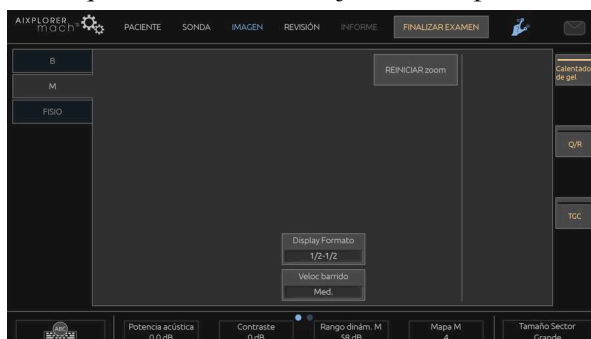 AIXPLORER
mach
PACIENTE
SONDA
IMAGEN
REVISIÓN
INFORME
FINALIZAR EXAMEN
B
M
FISIO
REINICIAR zoom
Calentado
de gel
Q/R
TGC
Display Formato
1/2-1/2
Veloc barrido
Med.
ABC
Potencia acústica
0.0 dB
Contraste
0 dB
Rango dinám. M
58 dB
Mapa M
4
Tamaño Sector
Grande